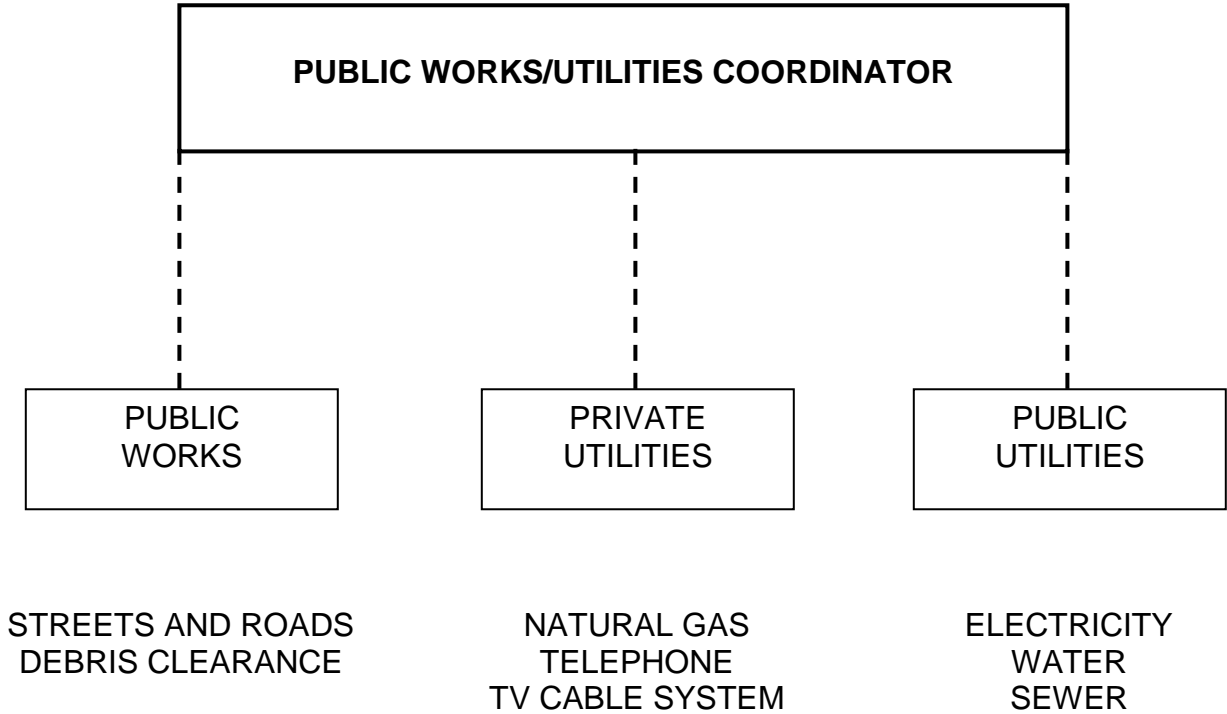 PUBLIC WORKS/UTILITIES COORDINATOR
PUBLIC
WORKS
PRIVATE
UTILITIES
PUBLIC
UTILITIES
STREETS AND ROADS
DEBRIS CLEARANCE
NATURAL GAS
TELEPHONE
TV CABLE SYSTEM
ELECTRICITY
WATER
SEWER